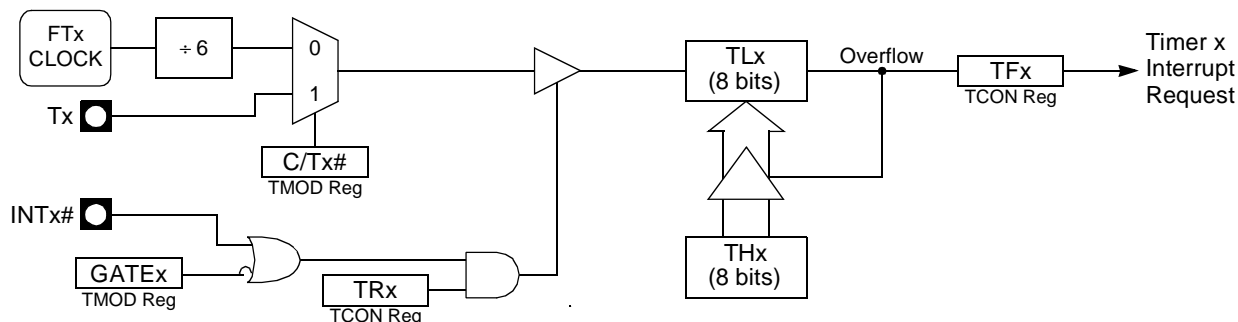 FTx
CLOCK
÷ 6
0
1
Tx
C/Tx#
TMOD Reg
INTx#
GATEx
TMOD Reg
TRx
TCON Reg
TLx
(8 bits)
Overflow
TFx
TCON Reg
THx
(8 bits)
Timer x
Interrupt
Request